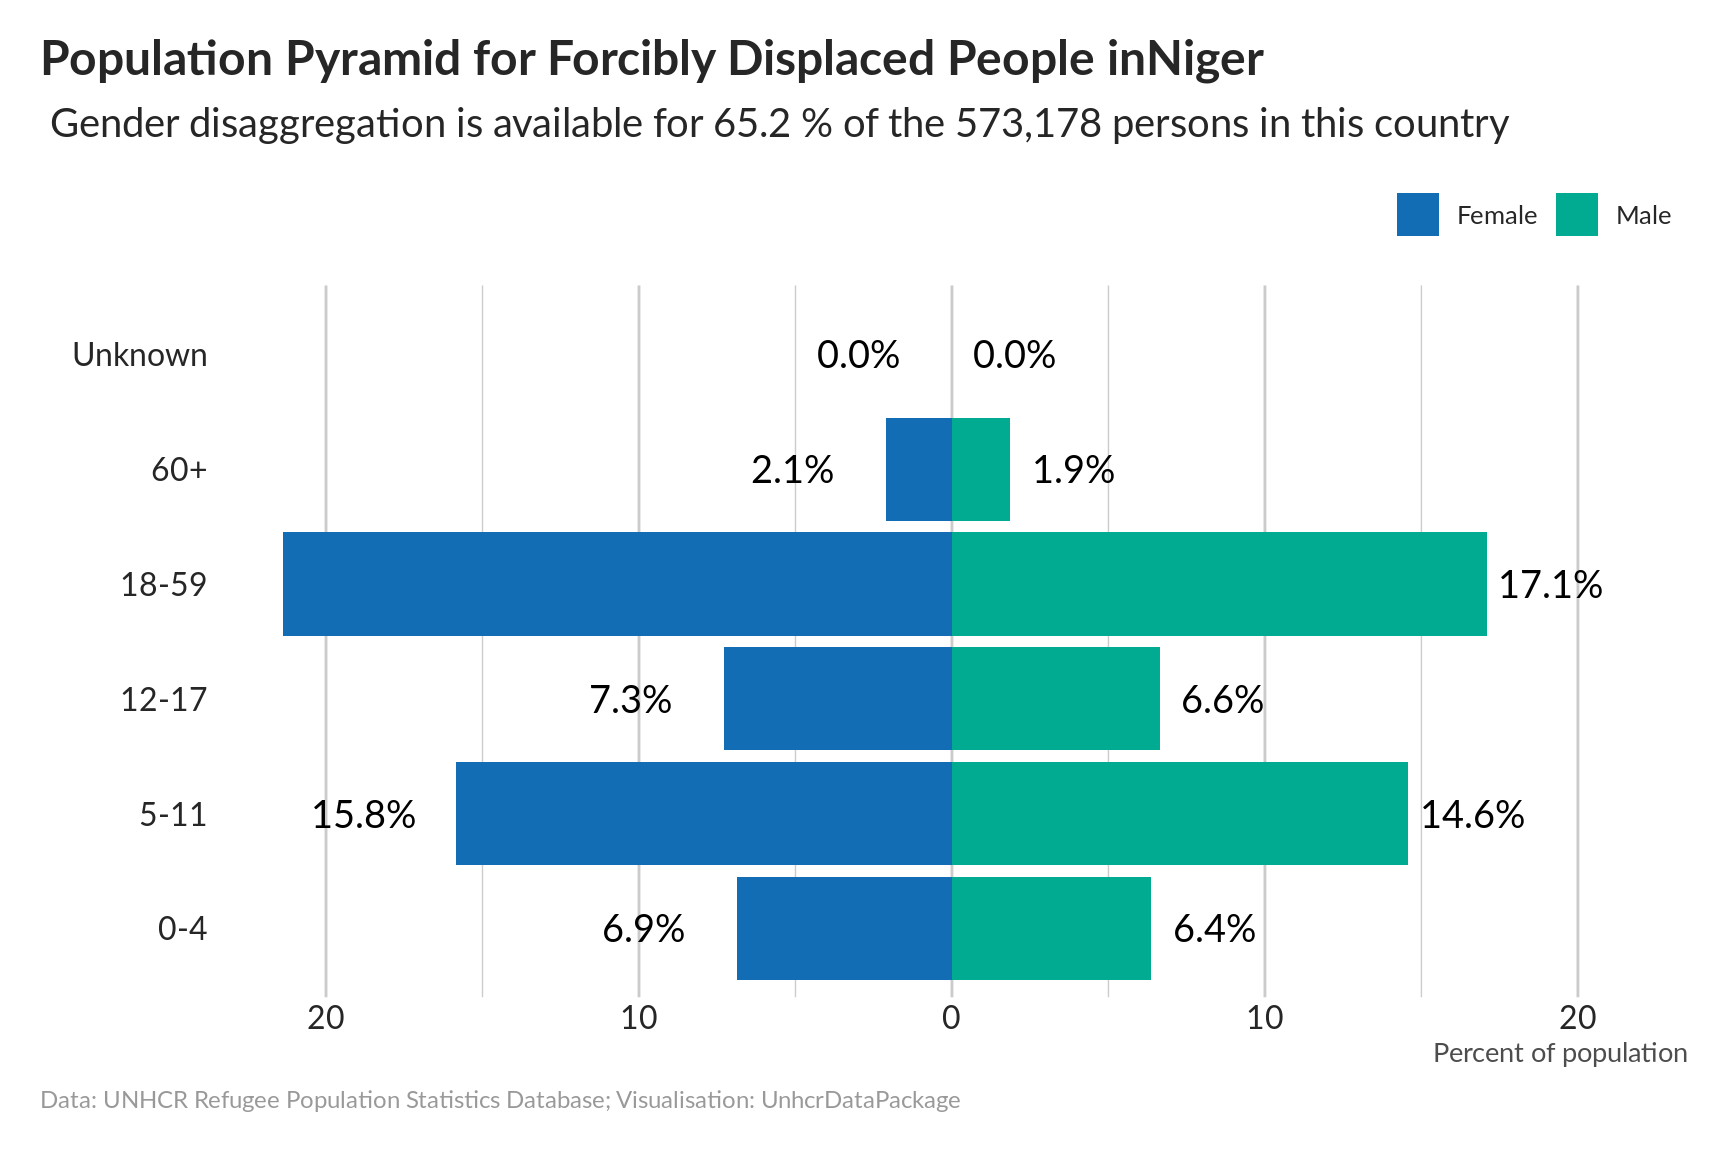 Population Pyramid for Forcibly Displaced People inNiger
Gender disaggregation is available for 65.2 % of the 573,178 persons in this country
Female Male
Unknown 0.0% 0.0%
60+ 2.1% 1.9%
18-59 17.1%
12-17 7.3% 6.6%
5-11 15.8% 14.6%
0-4 6.9% 6.4%
20 10 0 10 20
Percent of population
Data: UNHCR Refugee Population Statistics Database; Visualisation: UnhcrDataPackage